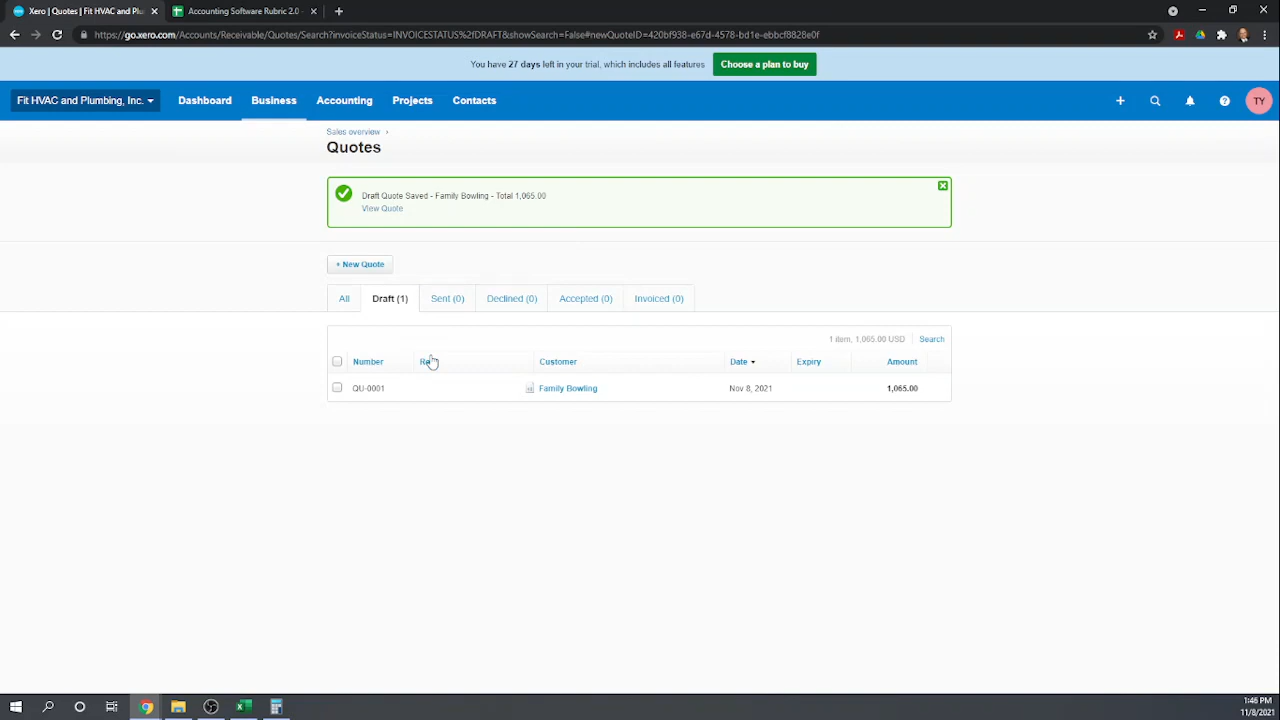 Xero | Quotes | Fit HVAC and Plu
Accounting Software Rubric 2.0 -
https://go.xero.com/Accounts/Receivable/Quotes/Search?invoiceStatus=INVOICESTATUS%2fDRAFT&showSearch=False#newQuoteID=420bf938-e67d-4578-bd1e-ebbcf8828e0f
You have 27 days left in your trial, which includes all features
Choose a plan to buy
Fit HVAC and Plumbing, Inc.
Dashboard
Business
Accounting
Projects
Contacts
TY
Sales overview ›
Quotes
Draft Quote Saved - Family Bowling - Total 1,065.00
View Quote
+ New Quote
All
Draft (1)
Sent (0)
Declined (0)
Accepted (0)
Invoiced (0)
1 item, 1,065.00 USD
Search
Number
Customer
Date
Expiry
Amount
QU-0001
Family Bowling
Nov 8, 2021
1,065.00
1:46 PM
11/8/2021